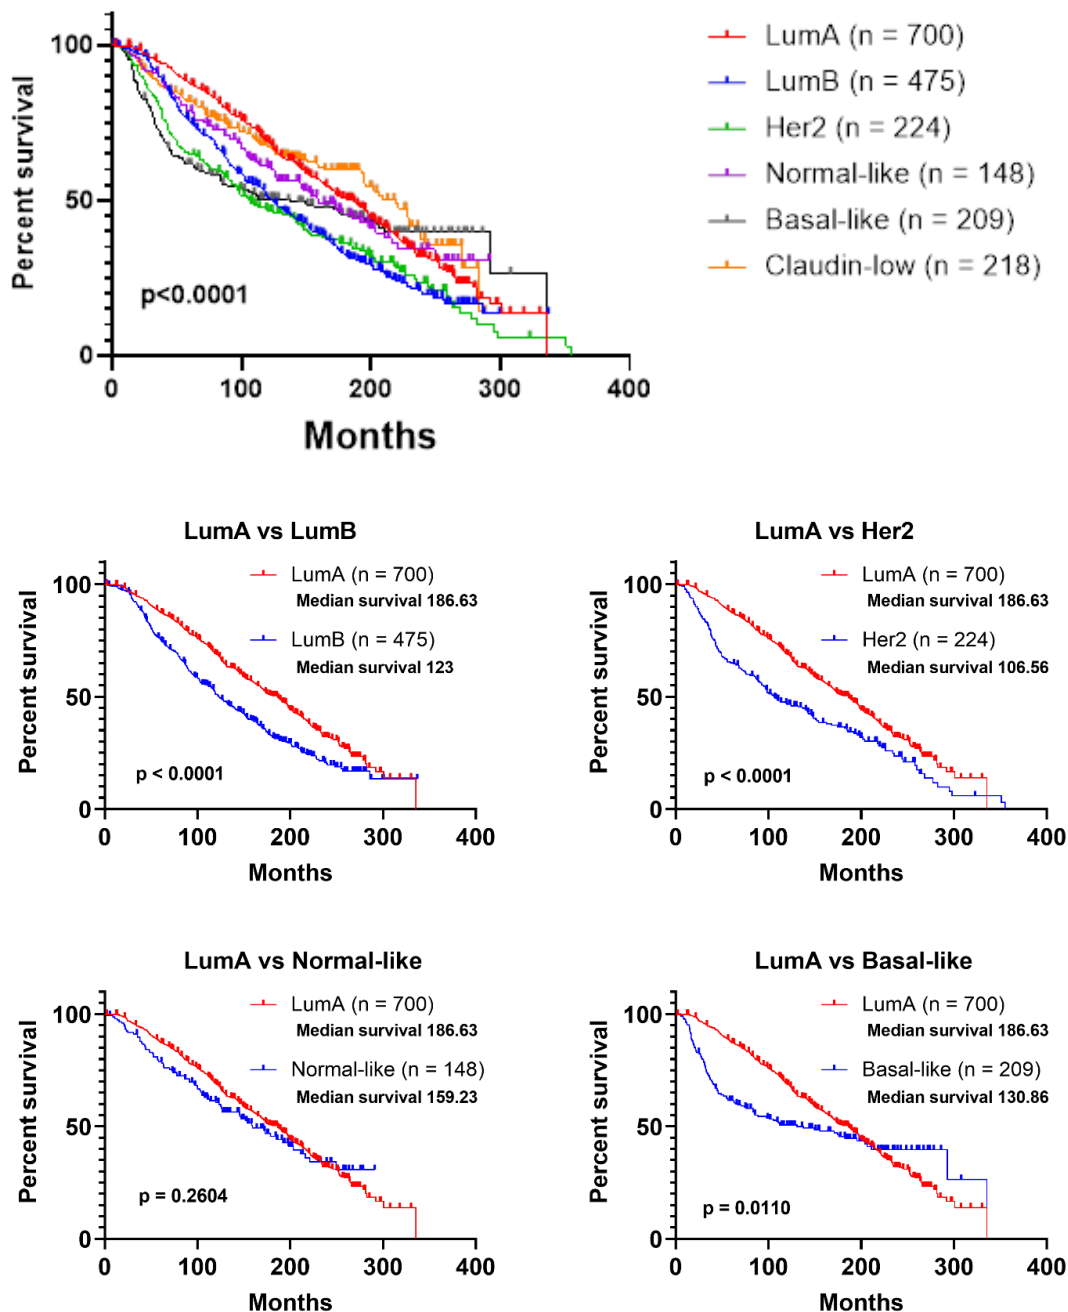 LumA (n = 700)
LumB (n = 475)
Her2 (n = 224)
Normal-like (n = 148)
Basal-like (n = 209)
Claudin-low (n = 218)
Percent survival
100
50
0
p<0.0001
0 100 200 300 400
Months
LumA vs LumB
LumA (n = 700)
Median survival 186.63
LumB (n = 475)
Median survival 123
Percent survival
100
50
0
p < 0.0001
0 100 200 300 400
Months
LumA vs Her2
LumA (n = 700)
Median survival 186.63
Her2 (n = 224)
Median survival 106.56
Percent survival
100
50
0
p < 0.0001
0 100 200 300 400
Months
LumA vs Normal-like
LumA (n = 700)
Median survival 186.63
Normal-like (n = 148)
Median survival 159.23
Percent survival
100
50
0
p = 0.2604
0 100 200 300 400
Months
LumA vs Basal-like
LumA (n = 700)
Median survival 186.63
Basal-like (n = 209)
Median survival 130.86
Percent survival
100
50
0
p = 0.0110
0 100 200 300 400
Months